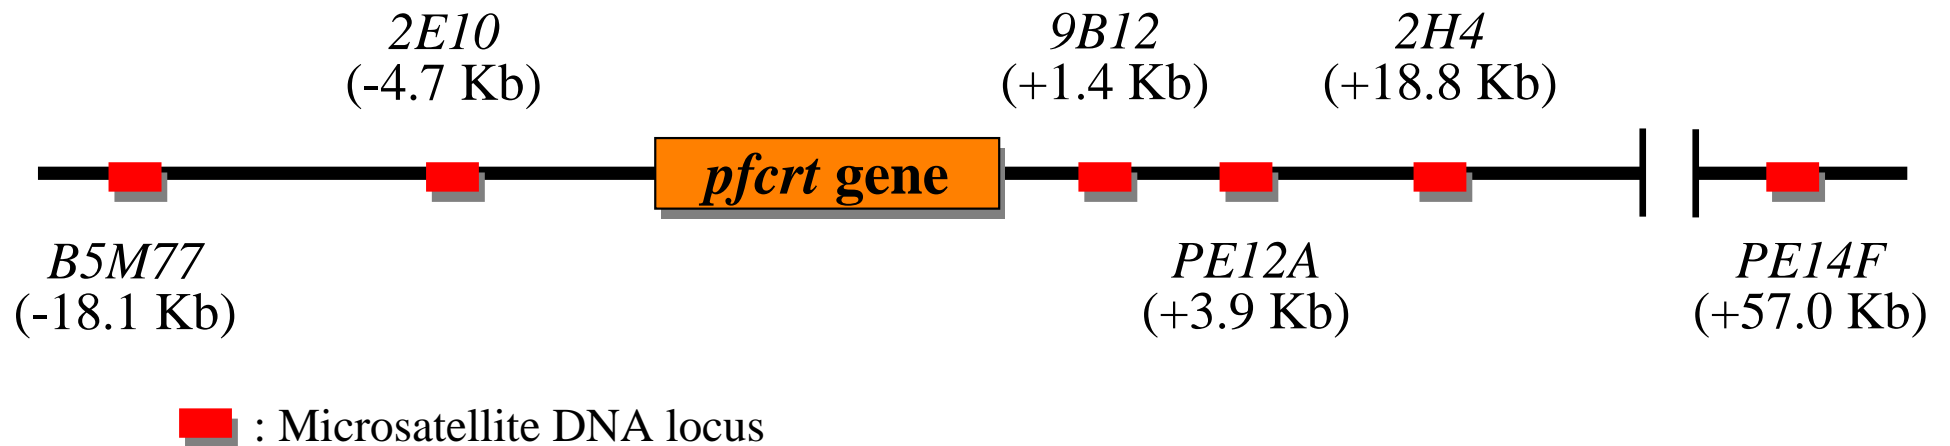 2E10
(-4.7 Kb)
9B12
(+1.4 Kb)
2H4
(+18.8 Kb)
pfcrt gene
B5M77
(-18.1 Kb)
PE12A
(+3.9 Kb)
PE14F
(+57.0 Kb)
: Microsatellite DNA locus